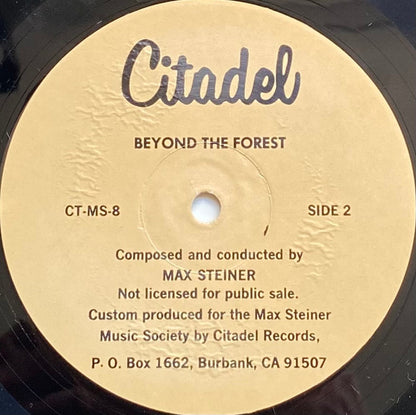 Citadel
BEYOND THE FOREST
CT-MS-8 SIDE 2
Composed and conducted by
MAX STEINER
Not licensed for public sale.
Custom produced for the Max Steiner
Music Society by Citadel Records,
P. O. Box 1662, Burbank, CA 91507